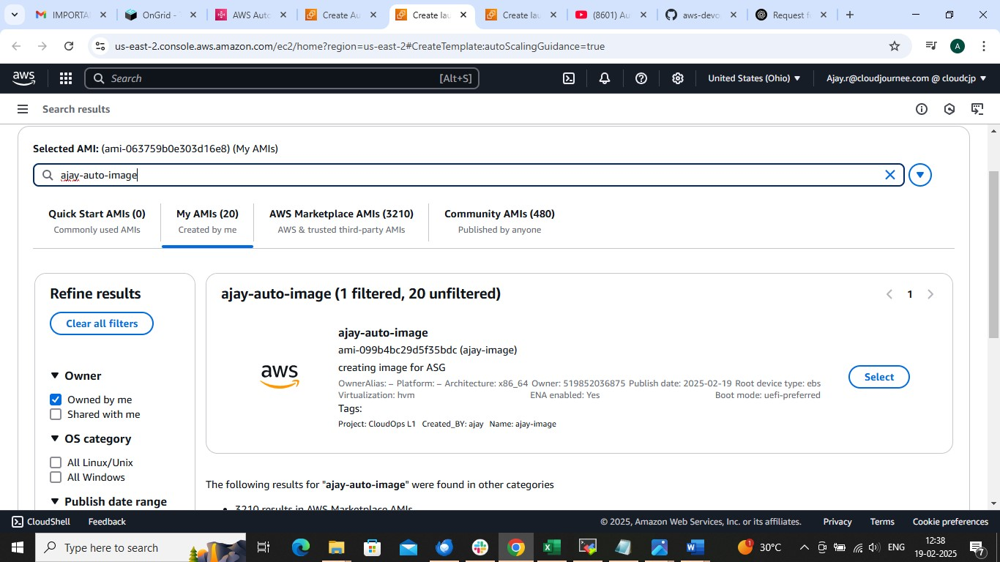 IMPORTA
OnGrid -
AWS Auto
Create Au
Create lau
Create lau
(8601) Au
aws-devo
Request f
us-east-2.console.aws.amazon.com/ec2/home?region=us-east-2#CreateTemplate:autoScalingGuidance=true
A
aws
Search
[Alt+S]
United States (Ohio)
Ajay.r@cloudjournee.com @ cloudcjp
Search results
Selected AMI: (ami-063759b0e303d16e8) (My AMIs)
ajay-auto-image
Quick Start AMIs (0)
Commonly used AMIs
My AMIs (20)
Created by me
AWS Marketplace AMIs (3210)
AWS & trusted third-party AMIs
Community AMIs (480)
Published by anyone
Refine results
Clear all filters
Owner
Owned by me
Shared with me
OS category
All Linux/Unix
All Windows
Publish date range
ajay-auto-image (1 filtered, 20 unfiltered)
1
aws
ajay-auto-image
ami-099b4bc29d5f35bdc (ajay-image)
creating image for ASG
OwnerAlias: – Platform: – Architecture: x86_64 Owner: 519852036875 Publish date: 2025-02-19 Root device type: ebs
Virtualization: hvm ENA enabled: Yes Boot mode: uefi-preferred
Tags:
Project: CloudOps L1 Created_BY: ajay Name: ajay-image
Select
The following results for "ajay-auto-image" were found in other categories
3210 results in AWS Marketplace AMIs
CloudShell
Feedback
© 2025, Amazon Web Services, Inc. or its affiliates.
Privacy
Terms
Cookie preferences
Type here to search
1
30°C
ENG
12:38
19-02-2025
7